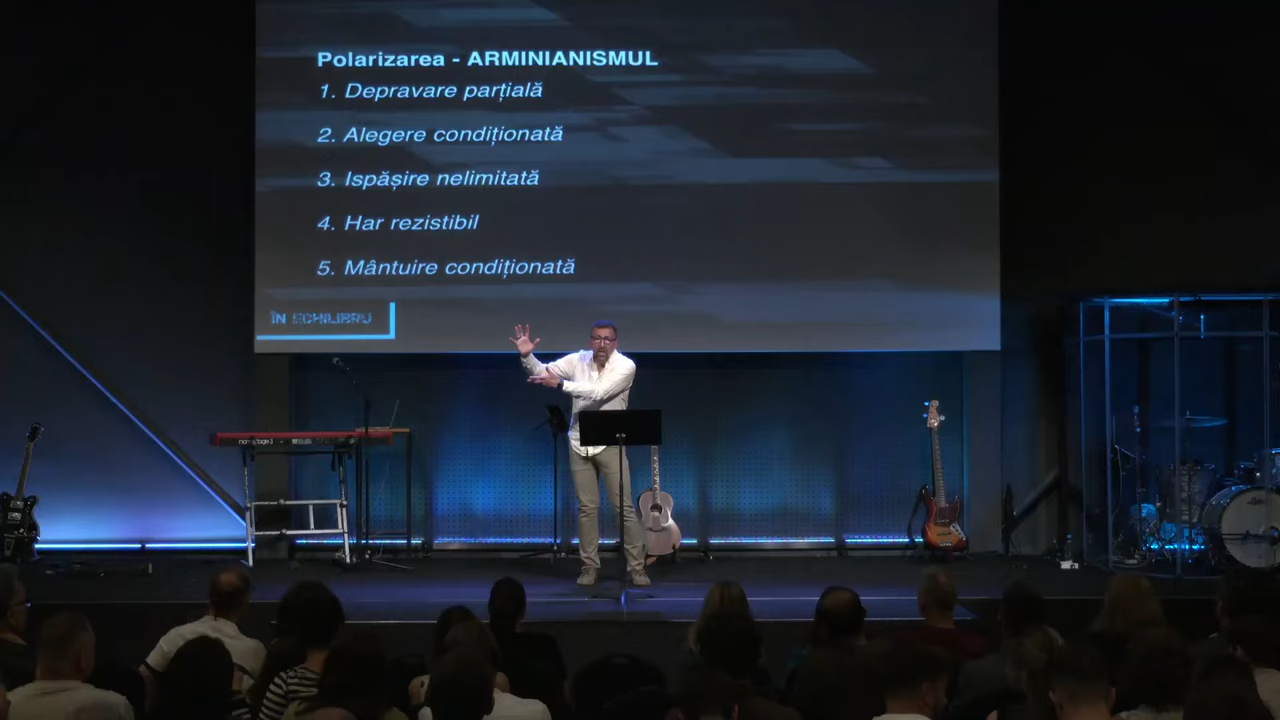 Polarizarea - ARMINIANISMUL
1. Depravare parțială
2. Alegere condiționată
3. Ispășire nelimitată
4. Har rezistibil
5. Mântuire condiționată
ÎN ECHILIBRU